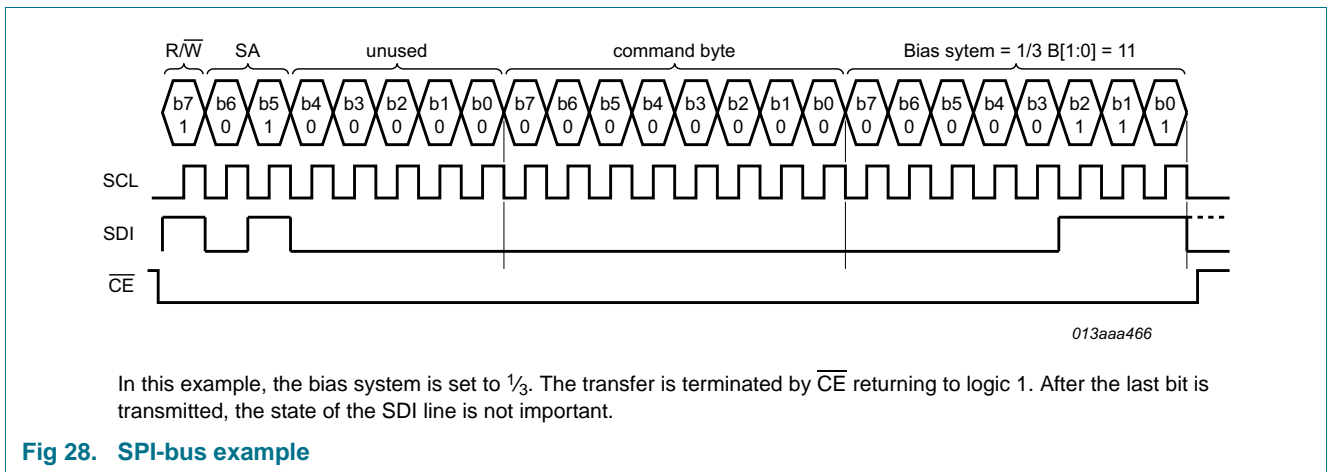 R/W SA unused command byte Bias sytem = 1/3 B[1:0] = 11
b7 b6 b5 b4 b3 b2 b1 b0 b7 b6 b5 b4 b3 b2 b1 b0 b7 b6 b5 b4 b3 b2 b1 b0
1 0 1 0 0 0 0 0 0 0 0 0 0 0 0 0 0 0 0 0 0 1 1 1
SCL
SDI
CE
013aaa466
In this example, the bias system is set to 1⁄3. The transfer is terminated by CE returning to logic 1. After the last bit is
transmitted, the state of the SDI line is not important.
Fig 28. SPI-bus example